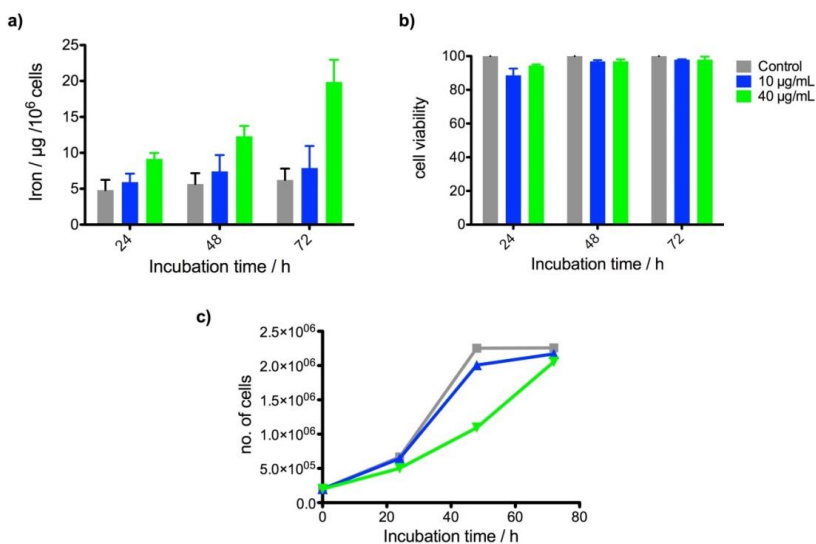 a)
Iron / µg /10⁶ cells
25
20
15
10
5
0
24
48
72
Incubation time / h
b)
cell viability
100
80
60
40
20
0
24
48
72
Incubation time / h
Control
10 µg/mL
40 µg/mL
c)
no. of cells
2.5×10⁰⁶
2.0×10⁰⁶
1.0×10⁰⁶
1.0×10⁰⁶
5.0×10⁰⁵
0.0
0
20
40
60
80
Incubation time / h